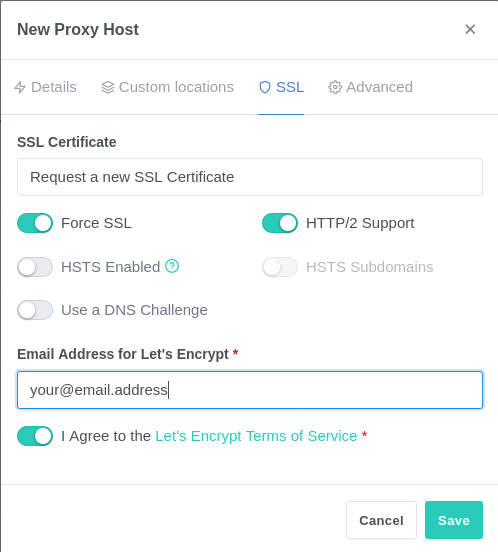 New Proxy Host ×
Details Custom locations SSL Advanced
SSL Certificate
Request a new SSL Certificate
Force SSL HTTP/2 Support
HSTS Enabled ? HSTS Subdomains
Use a DNS Challenge
Email Address for Let's Encrypt *
your@email.address
I Agree to the Let's Encrypt Terms of Service *
Cancel Save